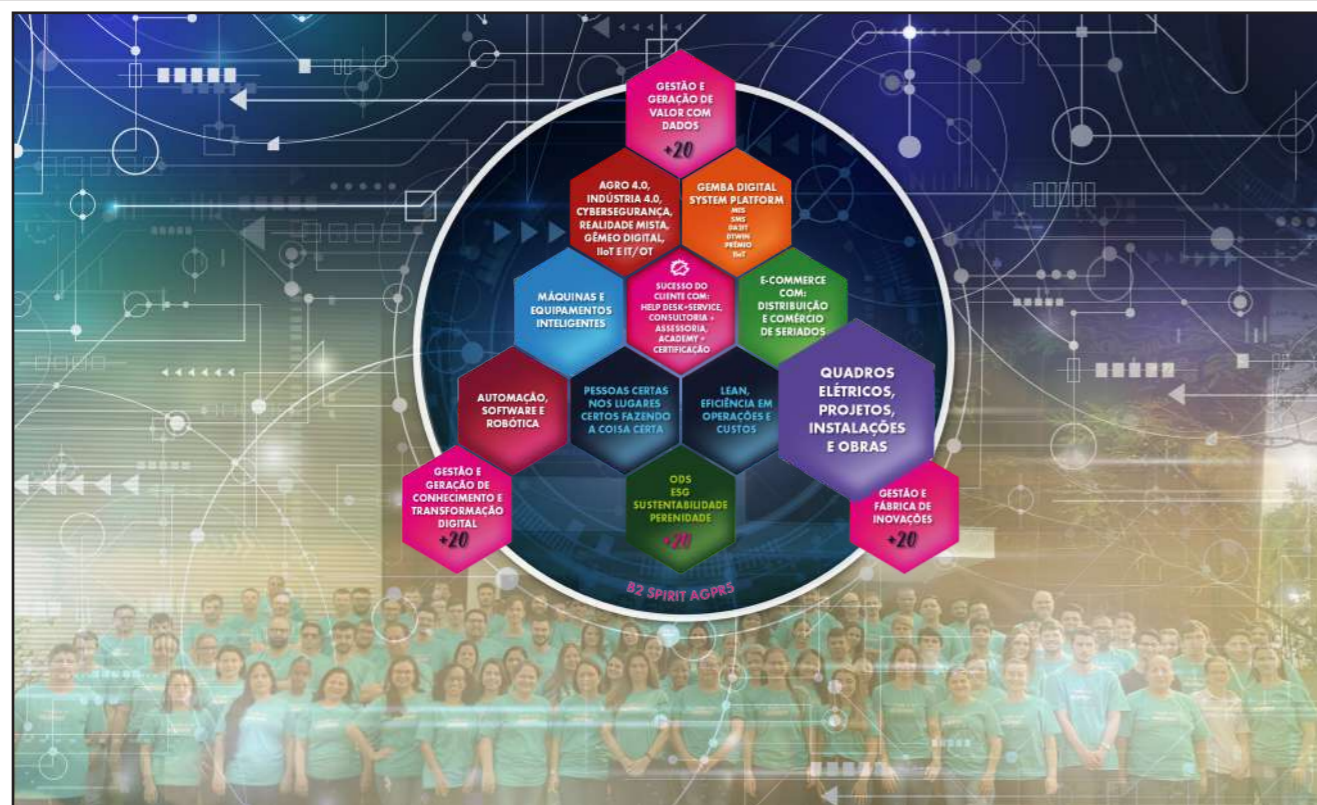 GESTÃO E
GERAÇÃO DE
VALOR COM
DADOS
+20
AGRO 4.0,
INDÚSTRIA 4.0,
CYBERSEGURANÇA,
REALIDADE MISTA,
GÊMEO DIGITAL,
IIoT E IT/OT
GEMBA DIGITAL
SYSTEM PLATFORM
MES
SMS
DTWIN
PRÊMIO
IIoT
MÁQUINAS E
EQUIPAMENTOS
INTELIGENTES
SUCESSO DO
CLIENTE COM:
HELP DESK+SERVICE,
CONSULTORIA +
ASSESSORIA,
ACADEMY +
CERTIFICAÇÃO
E-COMMERCE
COM:
DISTRIBUIÇÃO
E COMÉRCIO
DE SERIADOS
AUTOMAÇÃO,
SOFTWARE E
ROBÓTICA
PESSOAS CERTAS
NOS LUGARES
CERTOS FAZENDO
A COISA CERTA
LEAN,
EFICIÊNCIA EM
OPERAÇÕES E
CUSTOS
QUADROS
ELÉTRICOS,
PROJETOS,
INSTALAÇÕES
E OBRAS
GESTÃO E
GERAÇÃO DE
CONHECIMENTO E
TRANSFORMAÇÃO
DIGITAL
+20
ODS
ESG
SUSTENTABILIDADE
PERENIDADE
+20
GESTÃO E
FÁBRICA DE
INOVAÇÕES
+20
B2 SPIRIT AGPRS